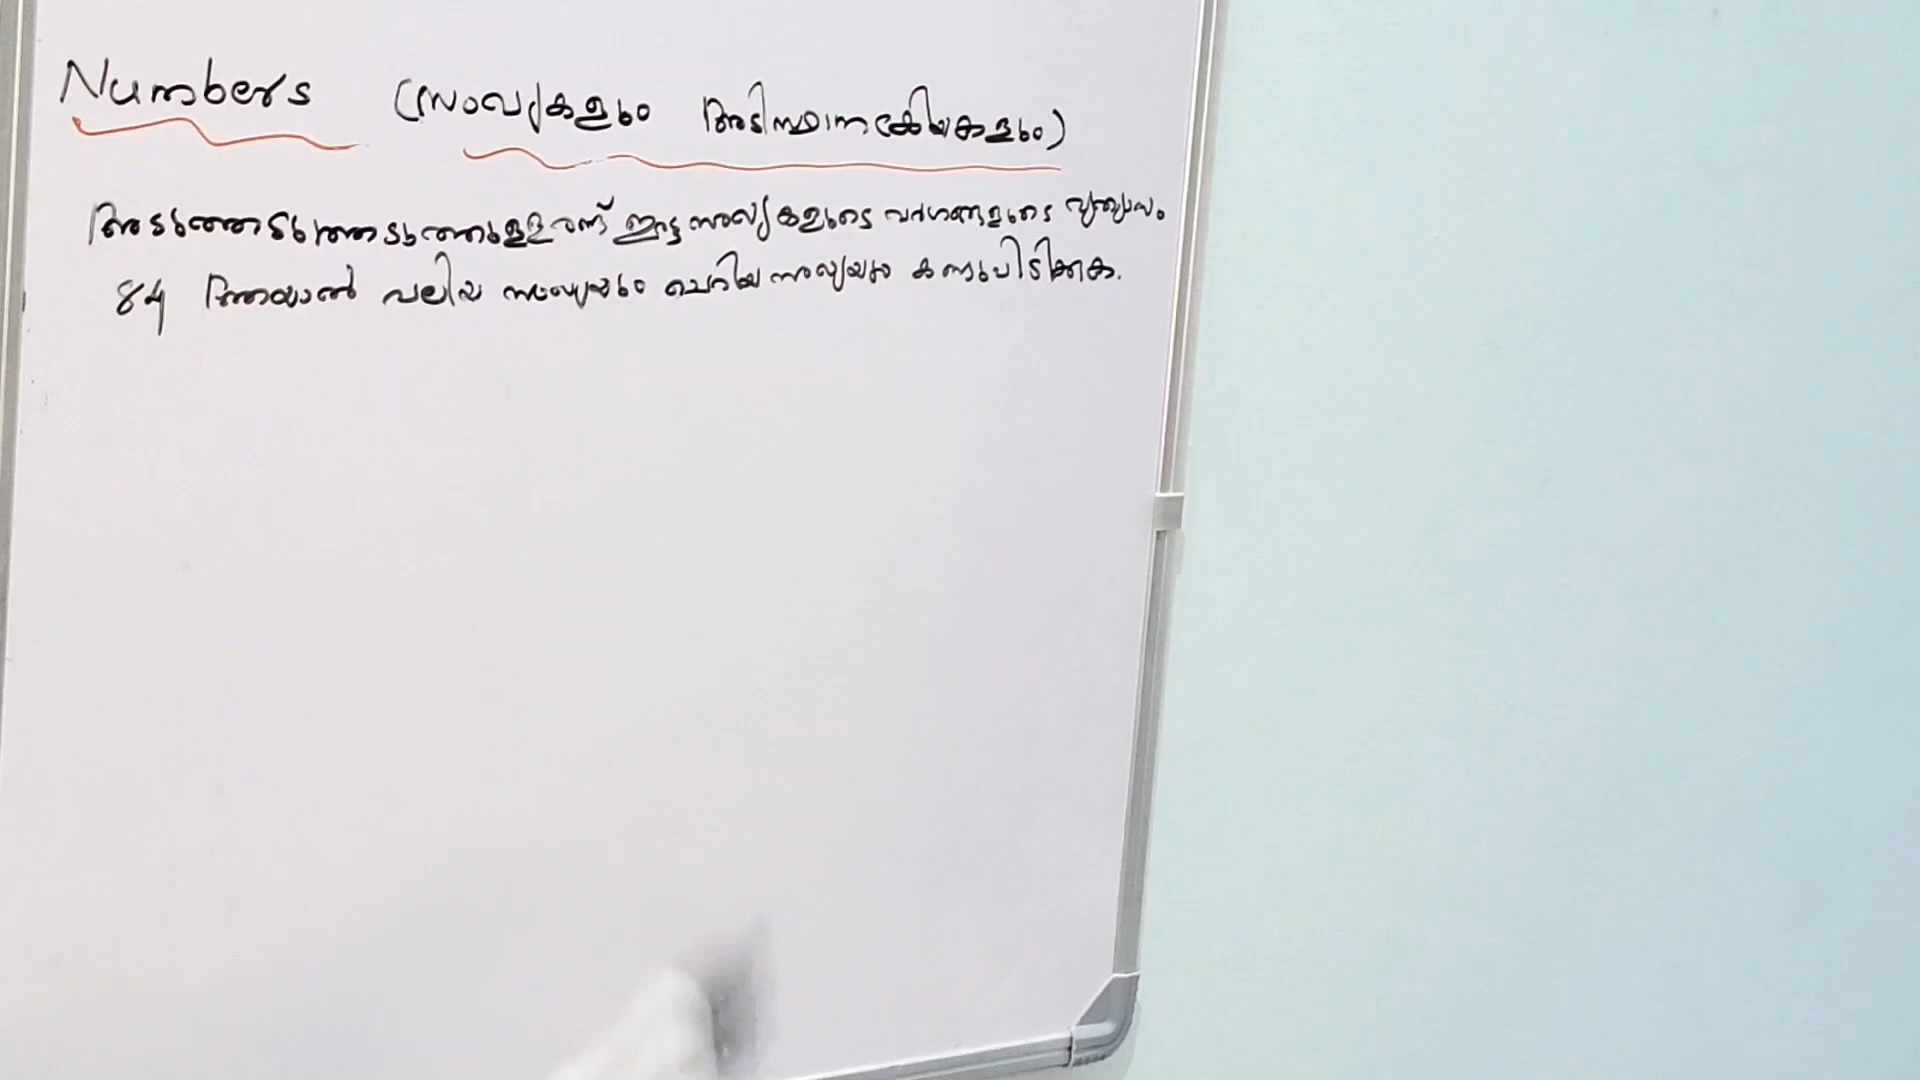 Numbers (സംഖ്യകളും അടിസ്ഥാനക്രിയകളും)
അടുത്തടുത്തടുത്തുള്ള രണ്ട് ഇരട്ട സംഖ്യകളുടെ വർഗങ്ങളുടെ വ്യത്യാസം
84 ആയാൽ വലിയ സംഖ്യയും ചെറിയ സംഖ്യയും കണ്ടുപിടിക്കുക.